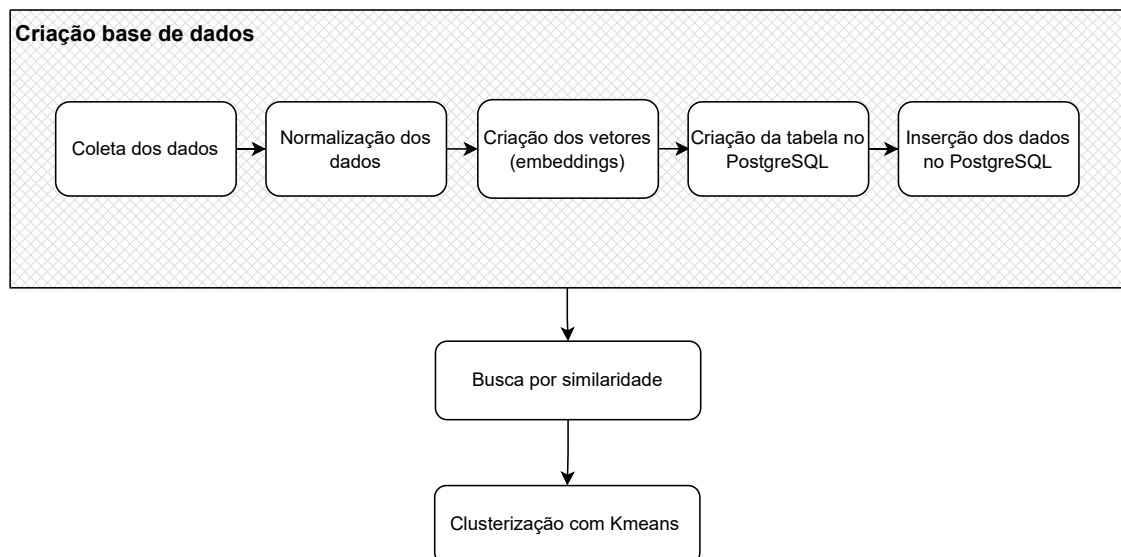 Criação base de dados
Coleta dos dados
Normalização dos
dados
Criação dos vetores
(embeddings)
Criação da tabela no
PostgreSQL
Inserção dos dados
no PostgreSQL
Busca por similaridade
Clusterização com Kmeans